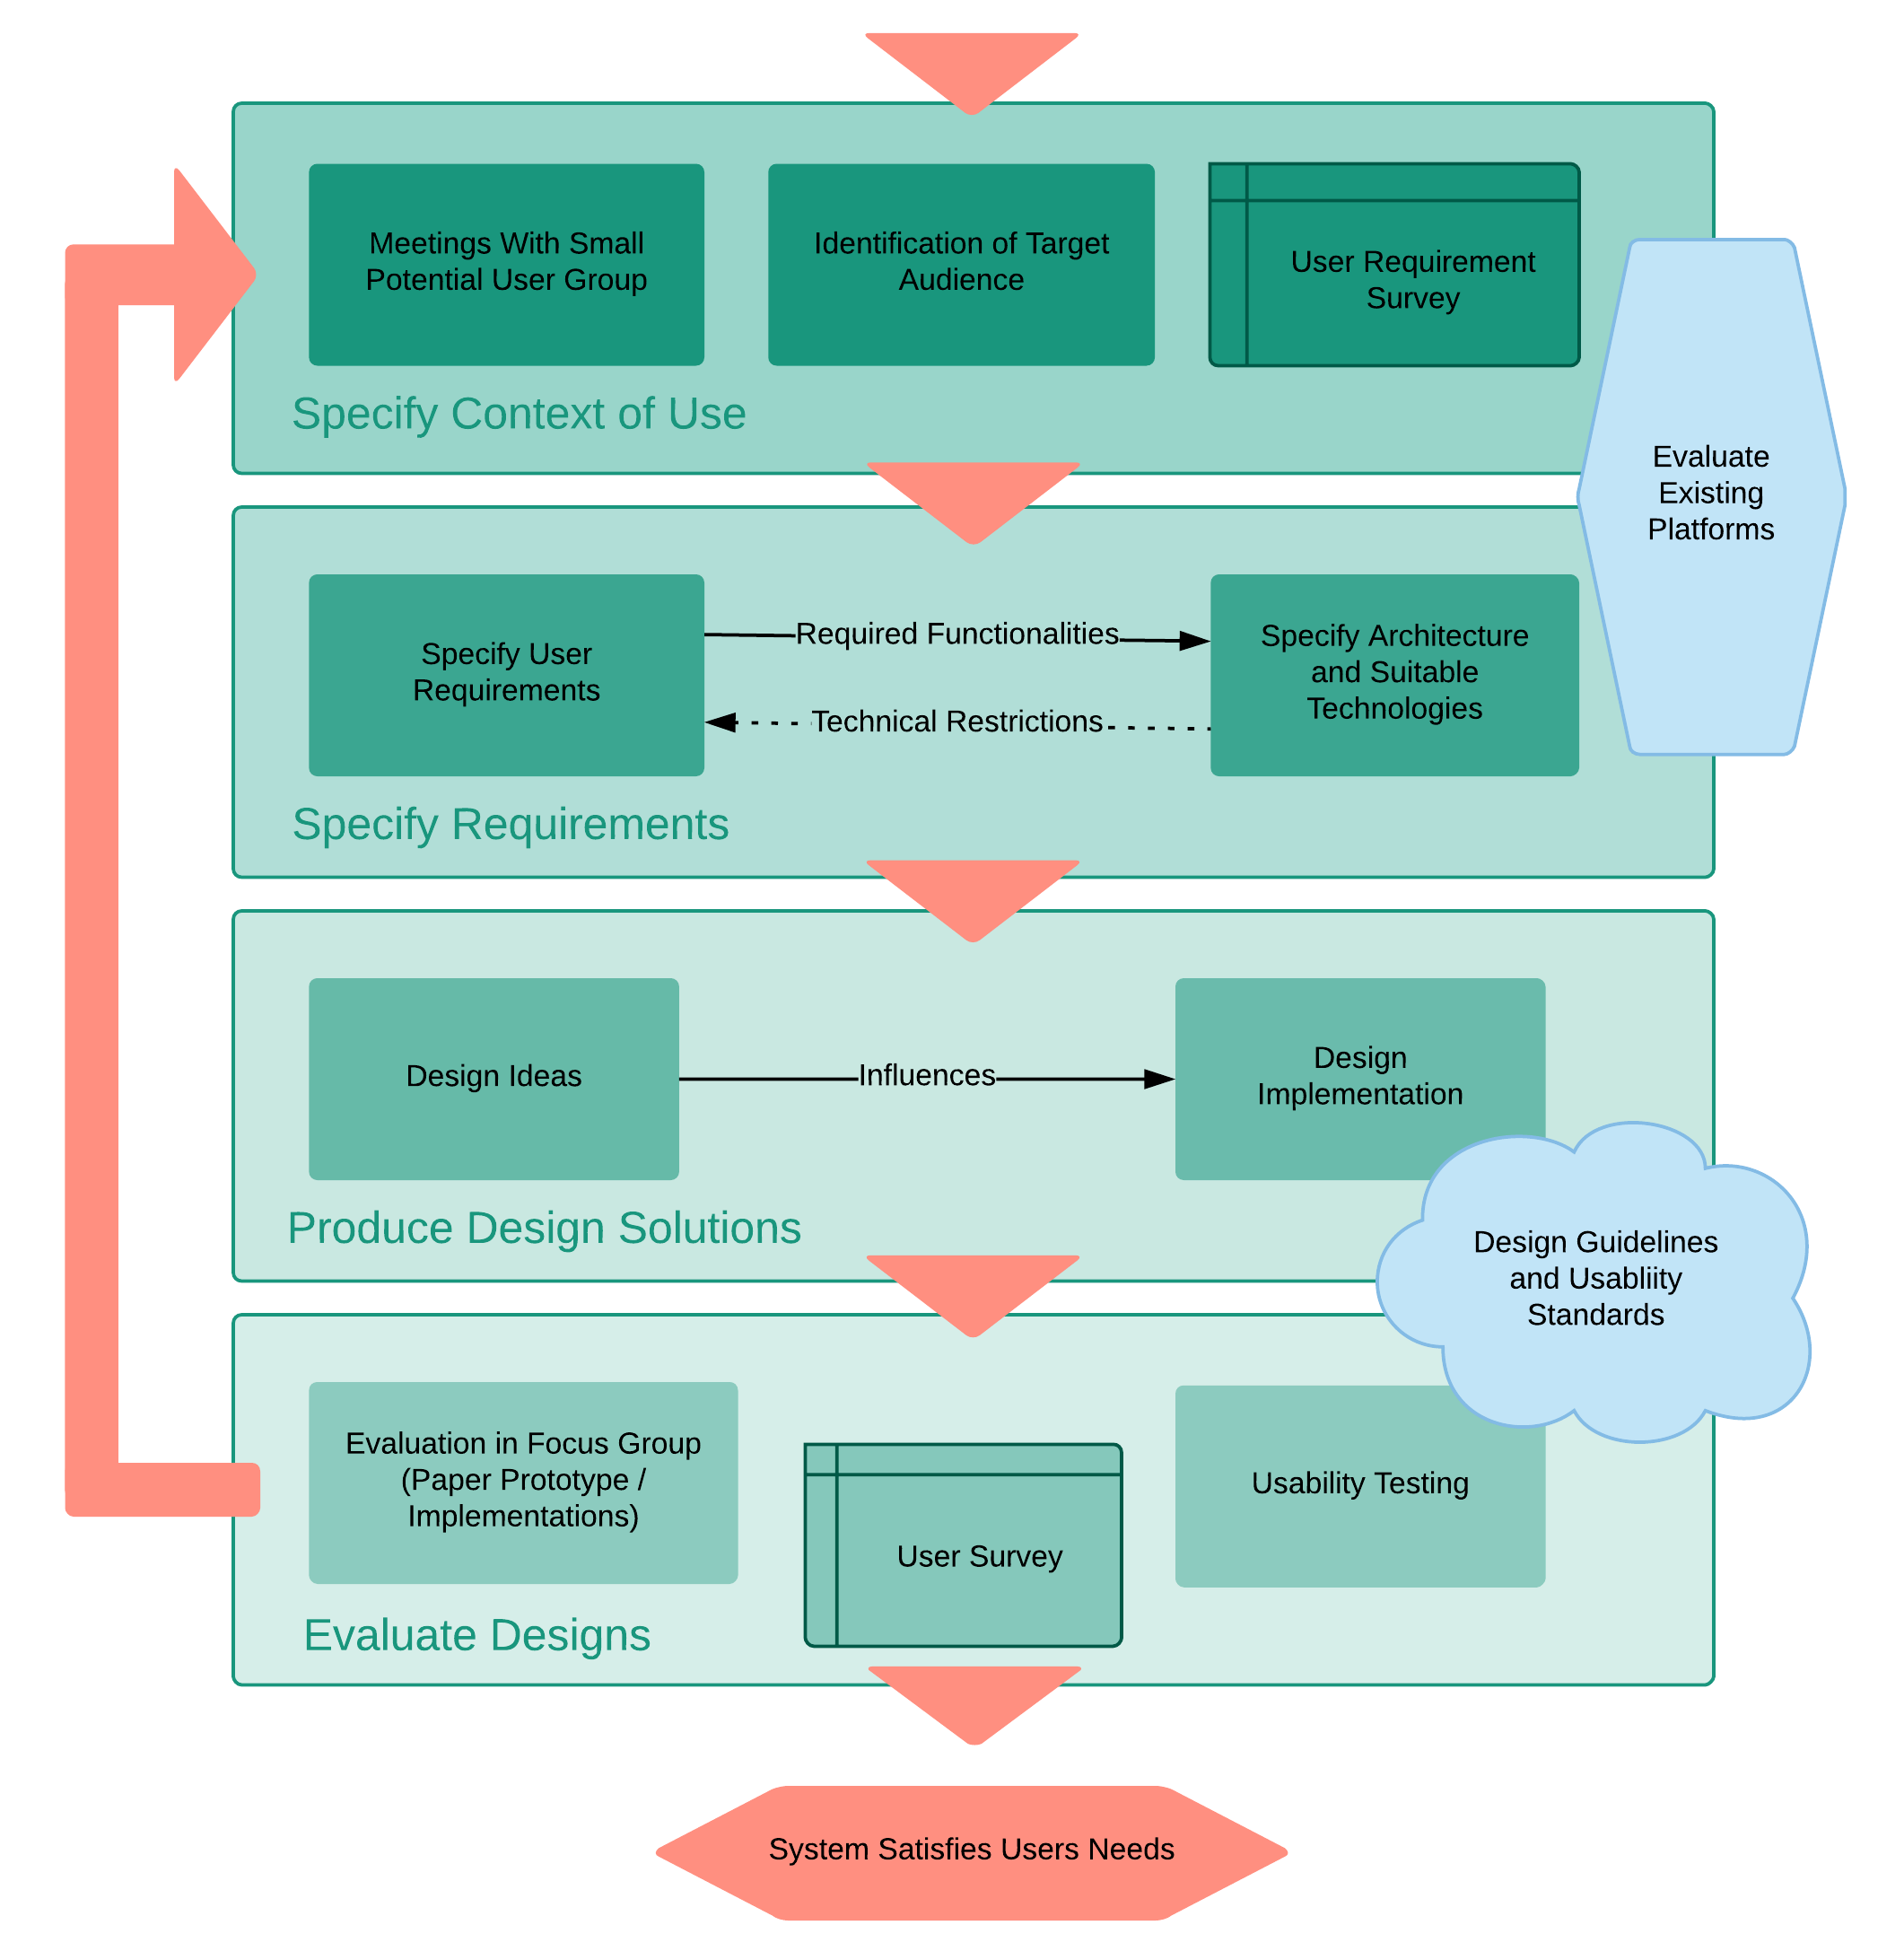 Meetings With Small
Potential User Group
Identification of Target
Audience
User Requirement
Survey
Specify Context of Use
Evaluate
Existing
Platforms
Specify User
Requirements
Required Functionalities
Technical Restrictions
Specify Architecture
and Suitable
Technologies
Specify Requirements
Design Ideas
Influences
Design
Implementation
Produce Design Solutions
Design Guidelines
and Usabliity
Standards
Evaluation in Focus Group
(Paper Prototype /
Implementations)
User Survey
Usability Testing
Evaluate Designs
System Satisfies Users Needs